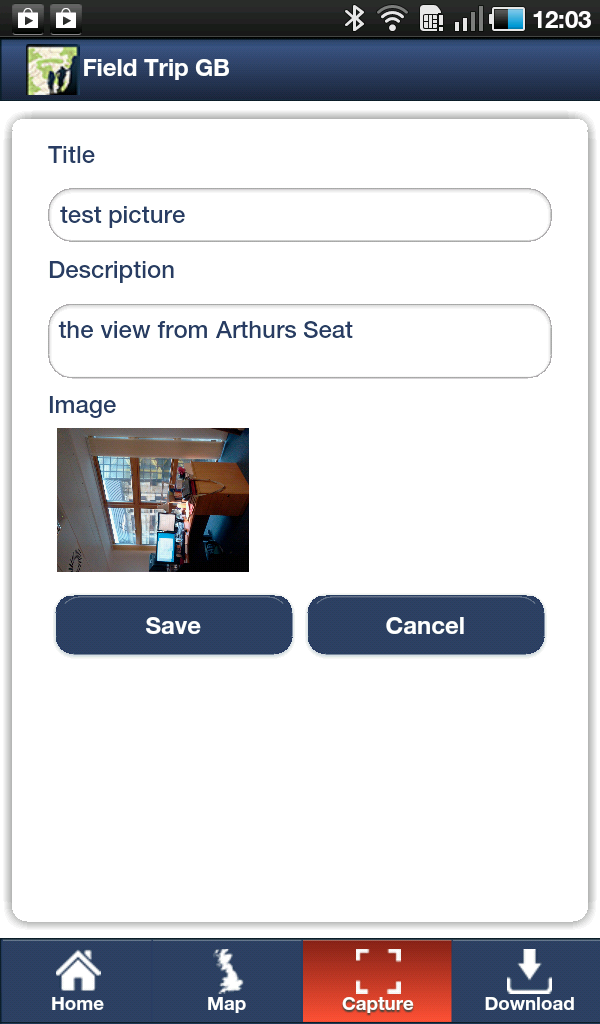 12:03
Field Trip GB
Title
test picture
Description
the view from Arthurs Seat
Image
Save Cancel
Home Map Capture Download